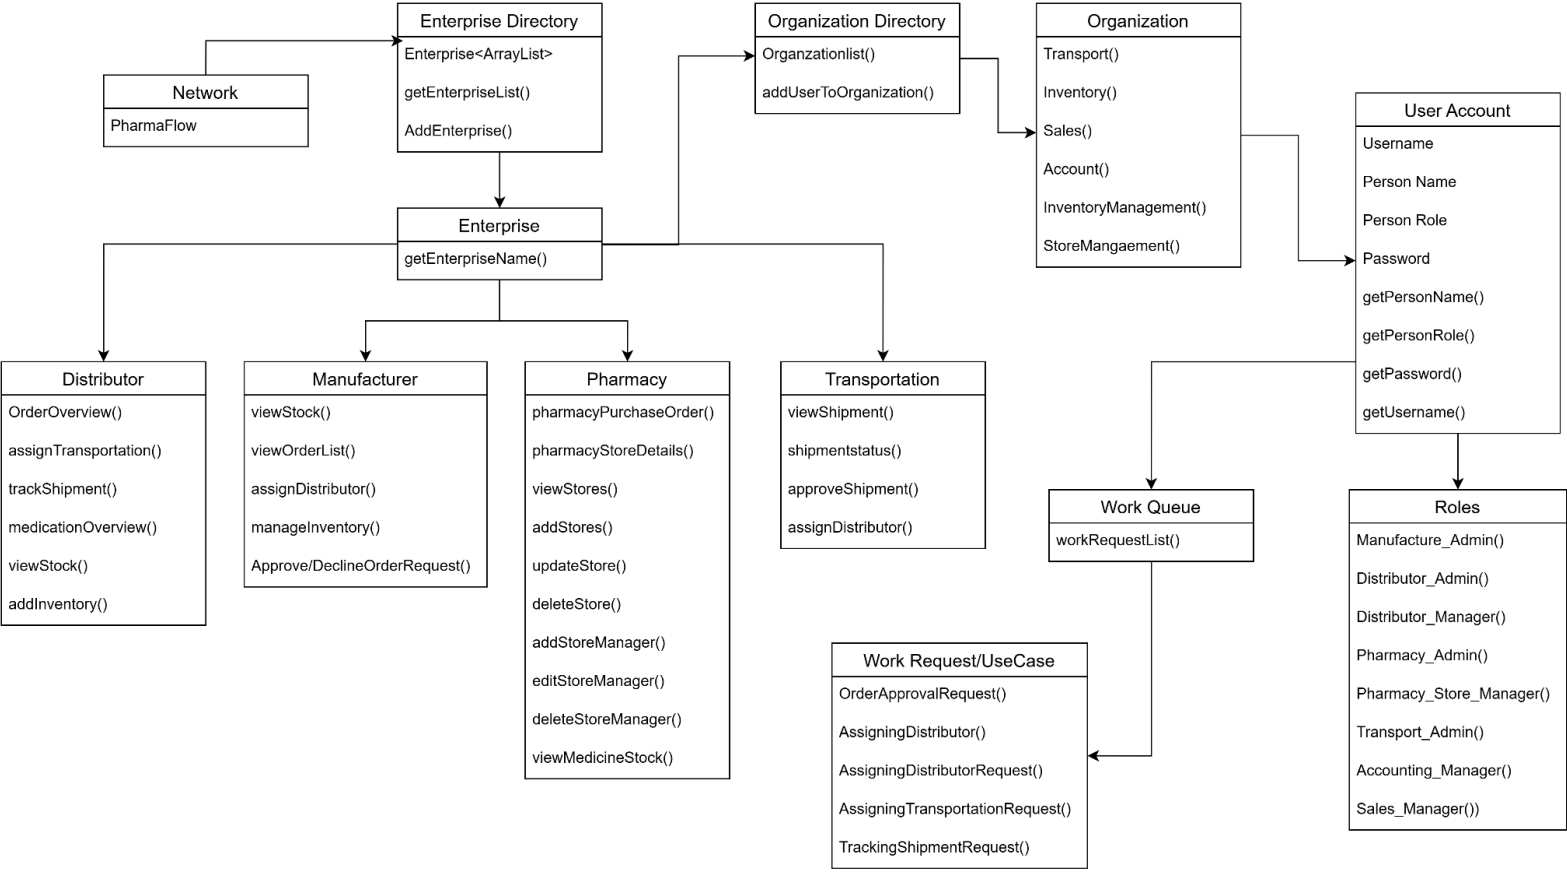 Network
PharmaFlow
Enterprise Directory
Enterprise<ArrayList>
getEnterpriseList()
AddEnterprise()
Enterprise
getEnterpriseName()
Organization Directory
Organzationlist()
addUserToOrganization()
Organization
Transport()
Inventory()
Sales()
Account()
InventoryManagement()
StoreMangaement()
User Account
Username
Person Name
Person Role
Password
getPersonName()
getPersonRole()
getPassword()
getUsername()
Distributor
OrderOverview()
assignTransportation()
trackShipment()
medicationOverview()
viewStock()
addInventory()
Manufacturer
viewStock()
viewOrderList()
assignDistributor()
manageInventory()
Approve/DeclineOrderRequest()
Pharmacy
pharmacyPurchaseOrder()
pharmacyStoreDetails()
viewStores()
addStores()
updateStore()
deleteStore()
addStoreManager()
editStoreManager()
deleteStoreManager()
viewMedicineStock()
Transportation
viewShipment()
shipmentstatus()
approveShipment()
assignDistributor()
Work Queue
workRequestList()
Work Request/UseCase
OrderApprovalRequest()
AssigningDistributor()
AssigningDistributorRequest()
AssigningTransportationRequest()
TrackingShipmentRequest()
Roles
Manufacture_Admin()
Distributor_Admin()
Distributor_Manager()
Pharmacy_Admin()
Pharmacy_Store_Manager()
Transport_Admin()
Accounting_Manager()
Sales_Manager())